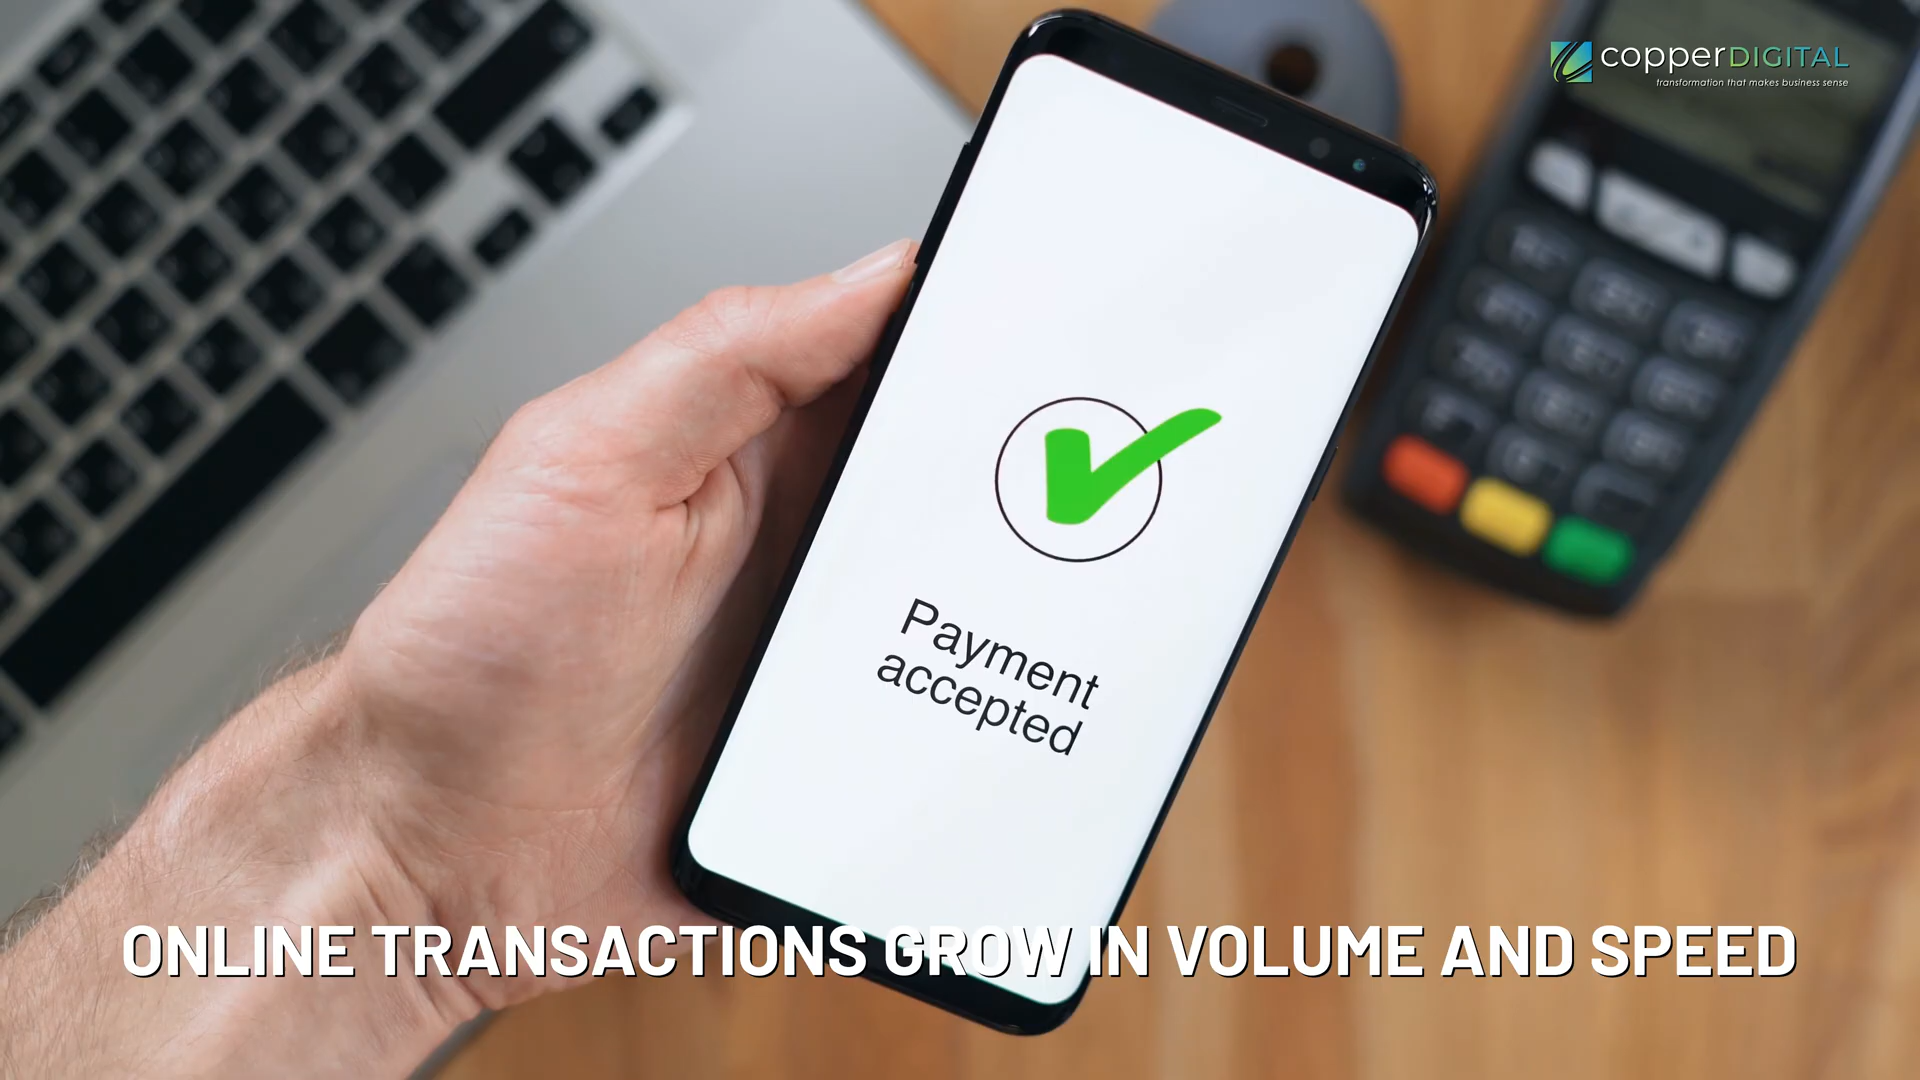 copperDIGITAL
transformation that makes business sense
Payment
accepted
ONLINE TRANSACTIONS GROW IN VOLUME AND SPEED